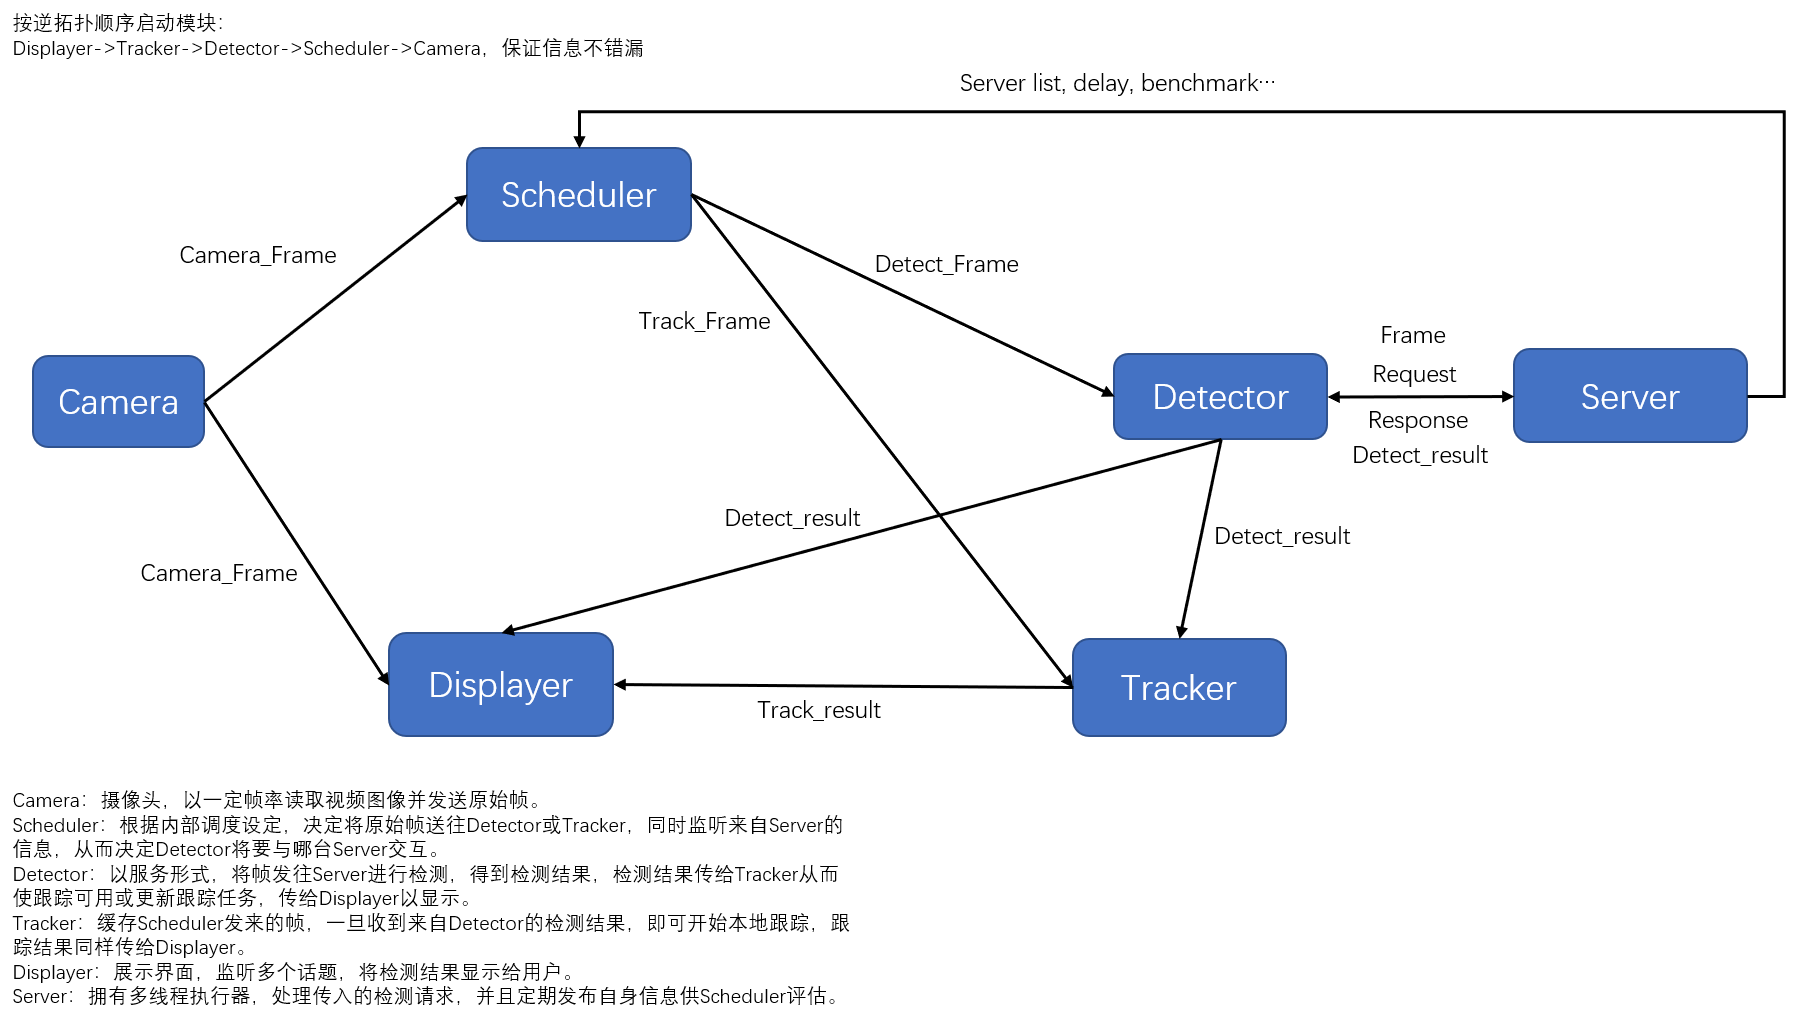 按逆拓扑顺序启动模块：
Displayer->Tracker->Detector->Scheduler->Camera，保证信息不错漏
Server list, delay, benchmark…
Scheduler
Camera_Frame
Detect_Frame
Track_Frame
Frame
Request
Camera
Detector
Server
Response
Detect_result
Detect_result
Detect_result
Camera_Frame
Displayer
Tracker
Track_result
Camera：摄像头，以一定帧率读取视频图像并发送原始帧。
Scheduler：根据内部调度设定，决定将原始帧送往Detector或Tracker，同时监听来自Server的
信息，从而决定Detector将要与哪台Server交互。
Detector：以服务形式，将帧发往Server进行检测，得到检测结果，检测结果传给Tracker从而
使跟踪可用或更新跟踪任务，传给Displayer以显示。
Tracker：缓存Scheduler发来的帧，一旦收到来自Detector的检测结果，即可开始本地跟踪，跟
踪结果同样传给Displayer。
Displayer：展示界面，监听多个话题，将检测结果显示给用户。
Server：拥有多线程执行器，处理传入的检测请求，并且定期发布自身信息供Scheduler评估。